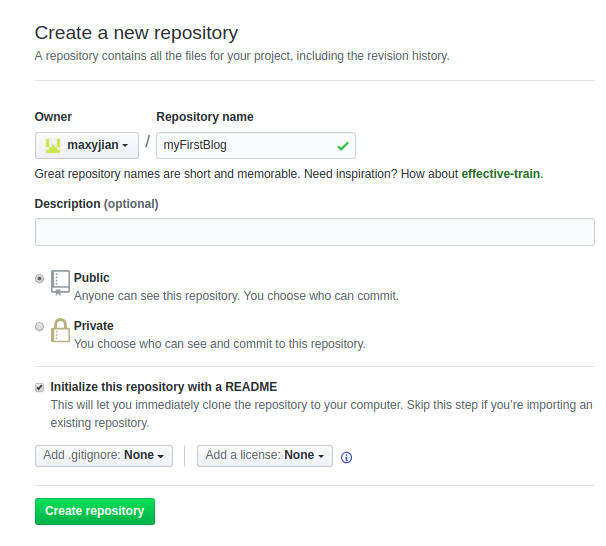 Create a new repository
A repository contains all the files for your project, including the revision history.
Owner Repository name
maxyjian / myFirstBlog
Great repository names are short and memorable. Need inspiration? How about effective-train.
Description (optional)
Public
Anyone can see this repository. You choose who can commit.
Private
You choose who can see and commit to this repository.
Initialize this repository with a README
This will let you immediately clone the repository to your computer. Skip this step if you’re importing an
existing repository.
Add .gitignore: None Add a license: None
Create repository